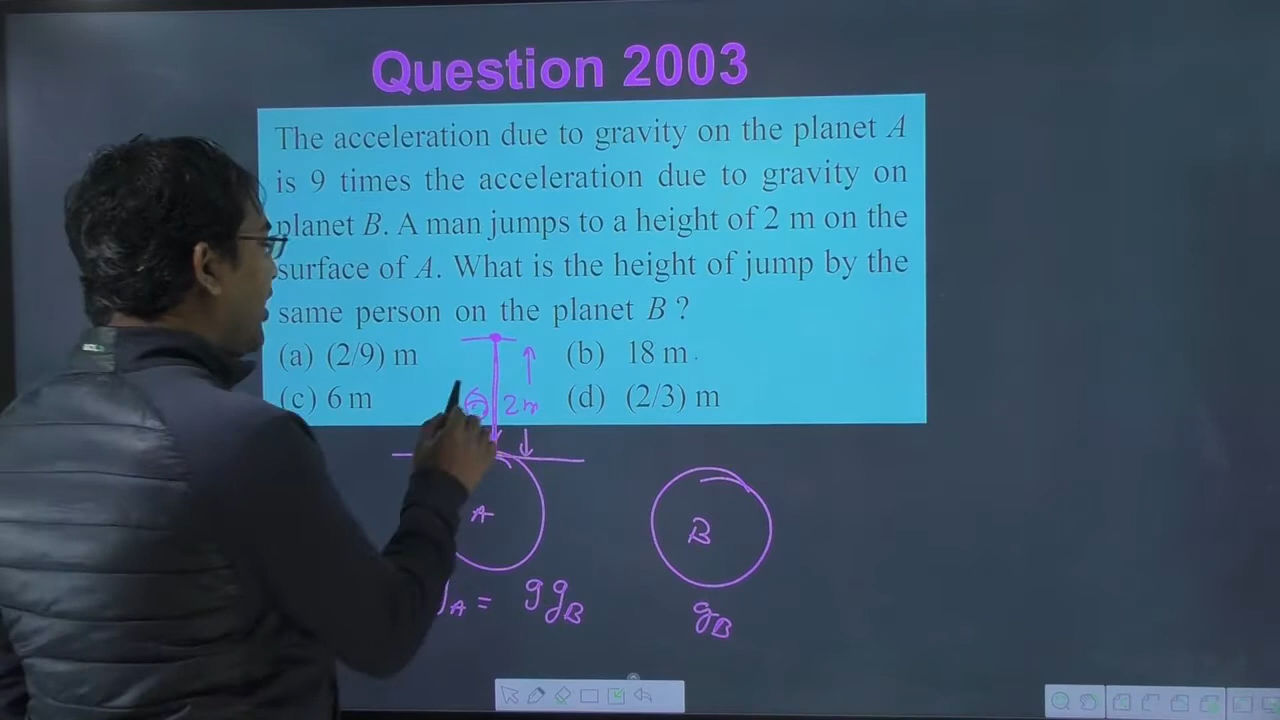 Question 2003
The acceleration due to gravity on the planet A
is 9 times the acceleration due to gravity on
planet B. A man jumps to a height of 2 m on the
surface of A. What is the height of jump by the
same person on the planet B ?
(a) (2/9) m (b) 18 m
(c) 6 m (d) (2/3) m
2m
A B
A = 9gB gB